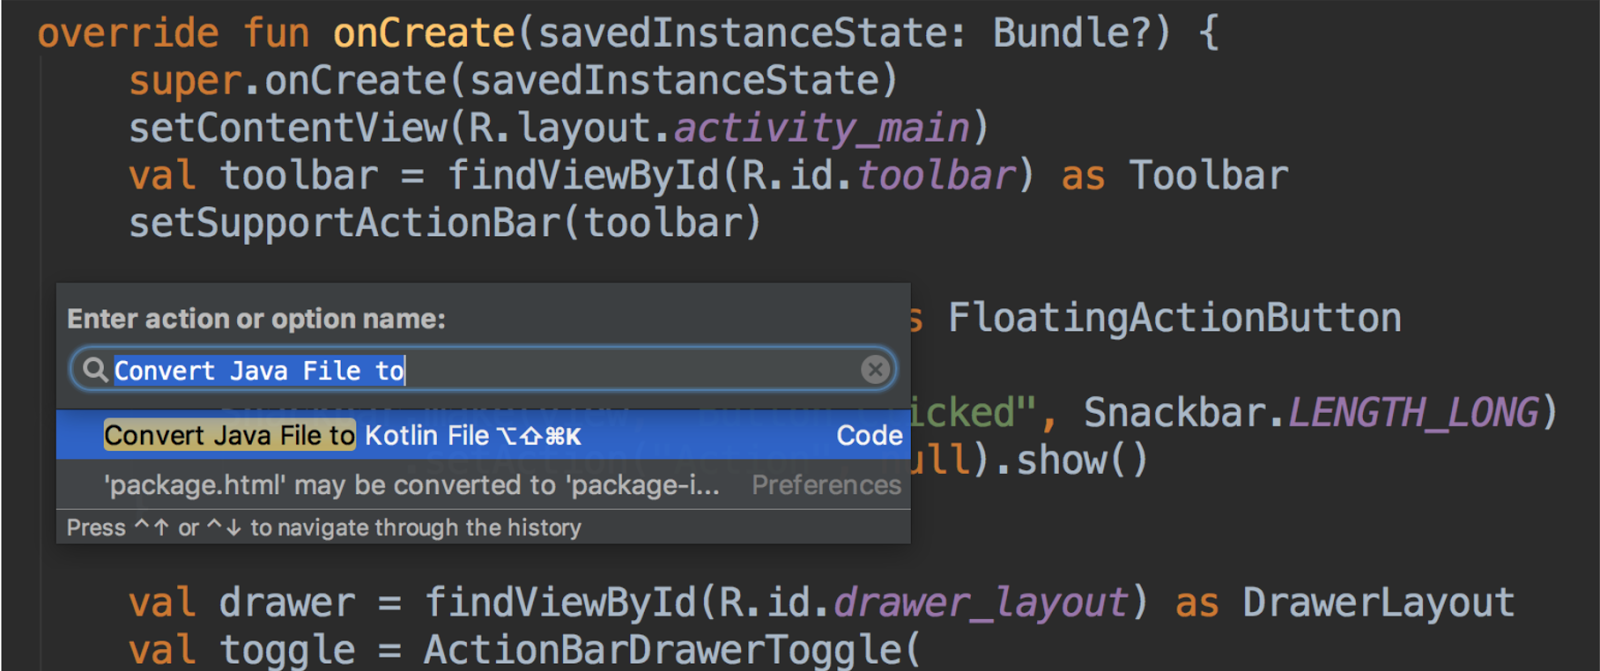 override fun onCreate(savedInstanceState: Bundle?) {
super.onCreate(savedInstanceState)
setContentView(R.layout.activity_main)
val toolbar = findViewById(R.id.toolbar) as Toolbar
setSupportActionBar(toolbar)
Enter action or option name:
s FloatingActionButton
Convert Java File to
icked", Snackbar.LENGTH_LONG)
Convert Java File to Kotlin File ⌥⇧⌘K Code
.setAction("Action", null).show()
'package.html' may be converted to 'package-i... Preferences
Press ^↑ or ^↓ to navigate through the history
val drawer = findViewById(R.id.drawer_layout) as DrawerLayout
val toggle = ActionBarDrawerToggle(